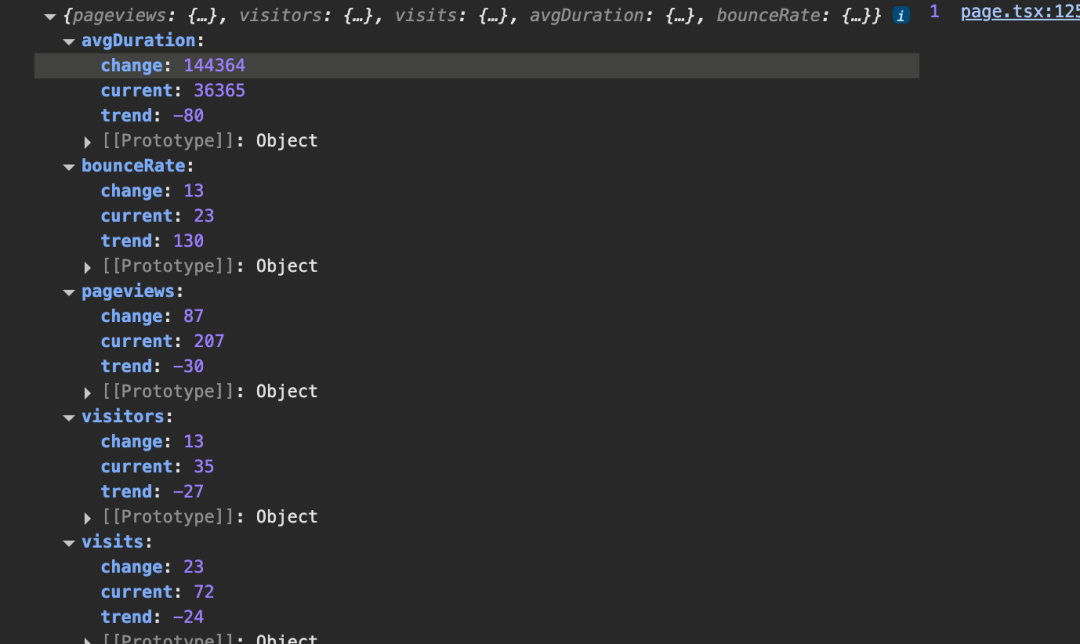 {pageviews: {…}, visitors: {…}, visits: {…}, avgDuration: {…}, bounceRate: {…}} i 1 page.tsx:125
avgDuration:
change: 144364
current: 36365
trend: -80
[[Prototype]]: Object
bounceRate:
change: 13
current: 23
trend: 130
[[Prototype]]: Object
pageviews:
change: 87
current: 207
trend: -30
[[Prototype]]: Object
visitors:
change: 13
current: 35
trend: -27
[[Prototype]]: Object
visits:
change: 23
current: 72
trend: -24
[[Prototype]]: Object